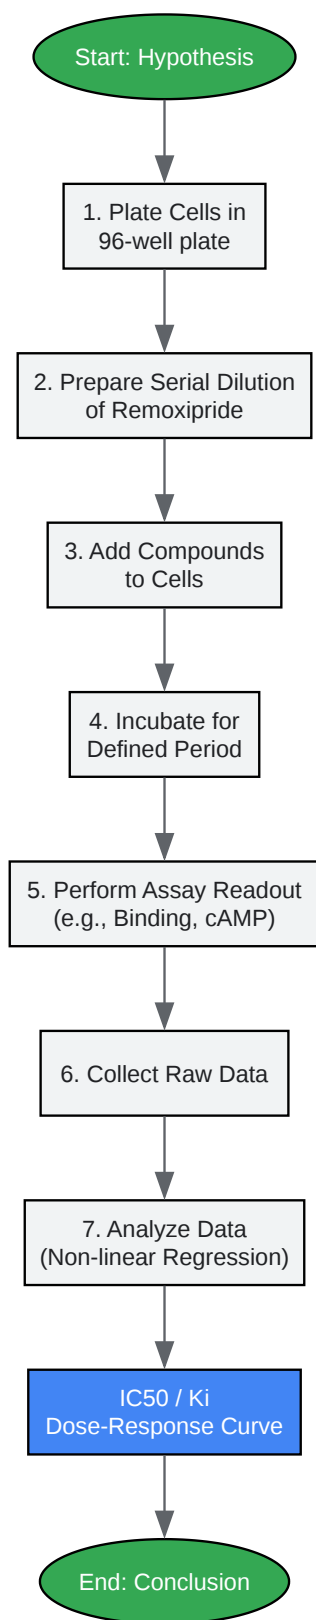 Start: Hypothesis
1. Plate Cells in
96-well plate
2. Prepare Serial Dilution
of Remoxipride
3. Add Compounds
to Cells
4. Incubate for
Defined Period
5. Perform Assay Readout
(e.g., Binding, cAMP)
6. Collect Raw Data
7. Analyze Data
(Non-linear Regression)
IC50 / Ki
Dose-Response Curve
End: Conclusion